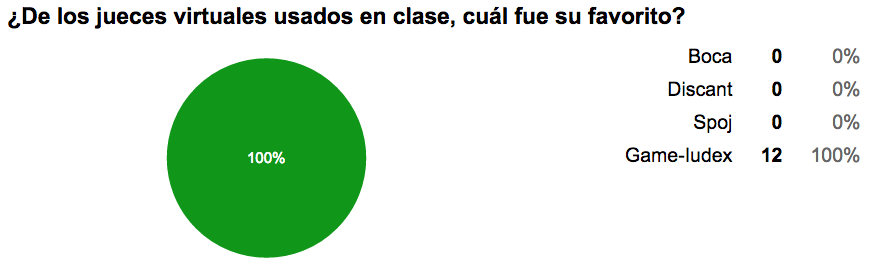 ¿De los jueces virtuales usados en clase, cuál fue su favorito?
Boca 0 0%
Discant 0 0%
Spoj 0 0%
Game-Iudex 12 100%
100%